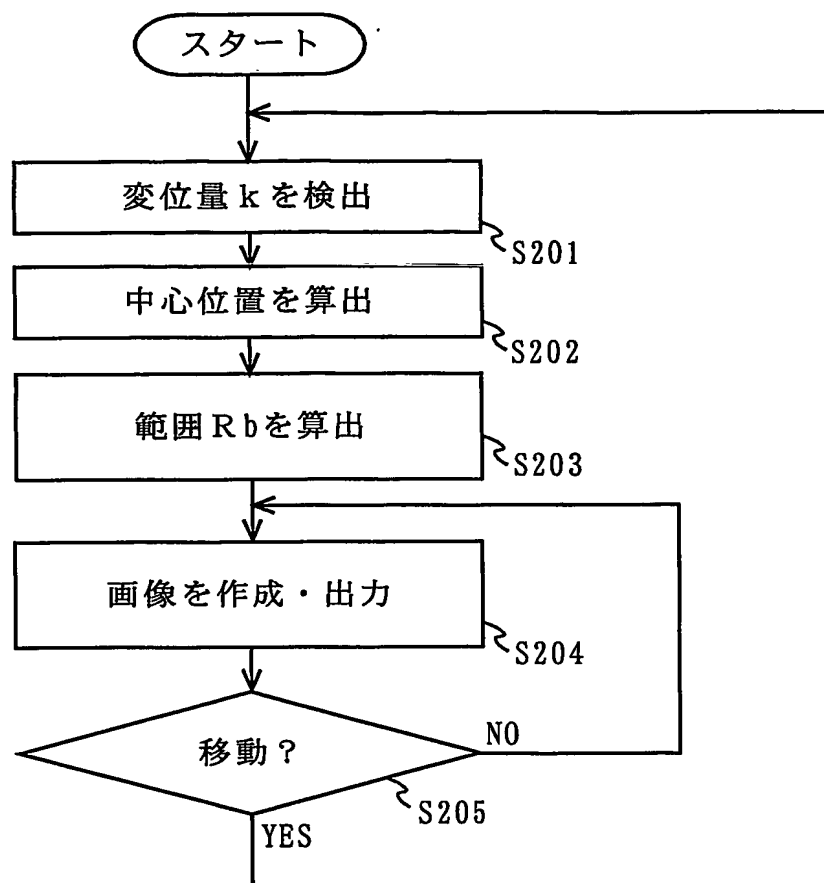 スタート
変位量kを検出
S201
中心位置を算出
S202
範囲Rbを算出
S203
画像を作成・出力
S204
移動?
NO
S205
YES